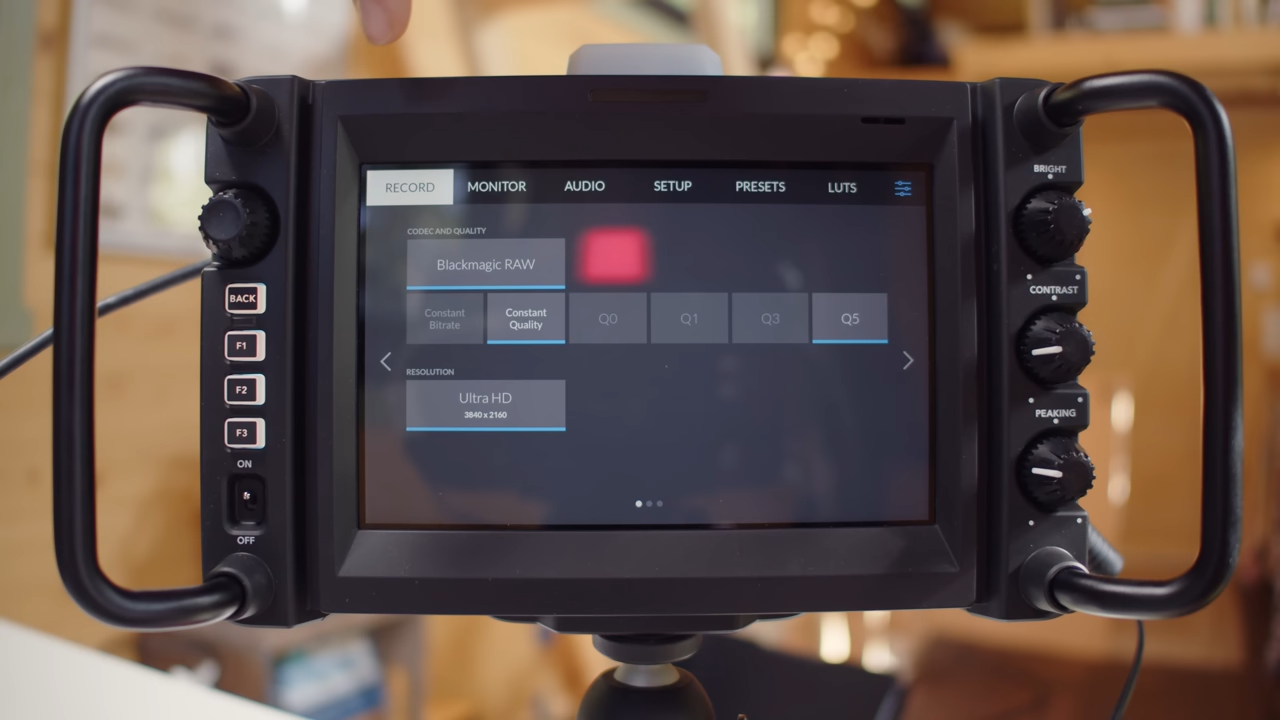 BRIGHT
RECORD MONITOR AUDIO SETUP PRESETS LUTS
CODEC AND QUALITY
Blackmagic RAW
BACK
CONTRAST
Constant
Bitrate
Constant
Quality
Q0 Q1 Q3 Q5
F1
RESOLUTION
F2
Ultra HD
3840 x 2160
PEAKING
F3
ON
OFF